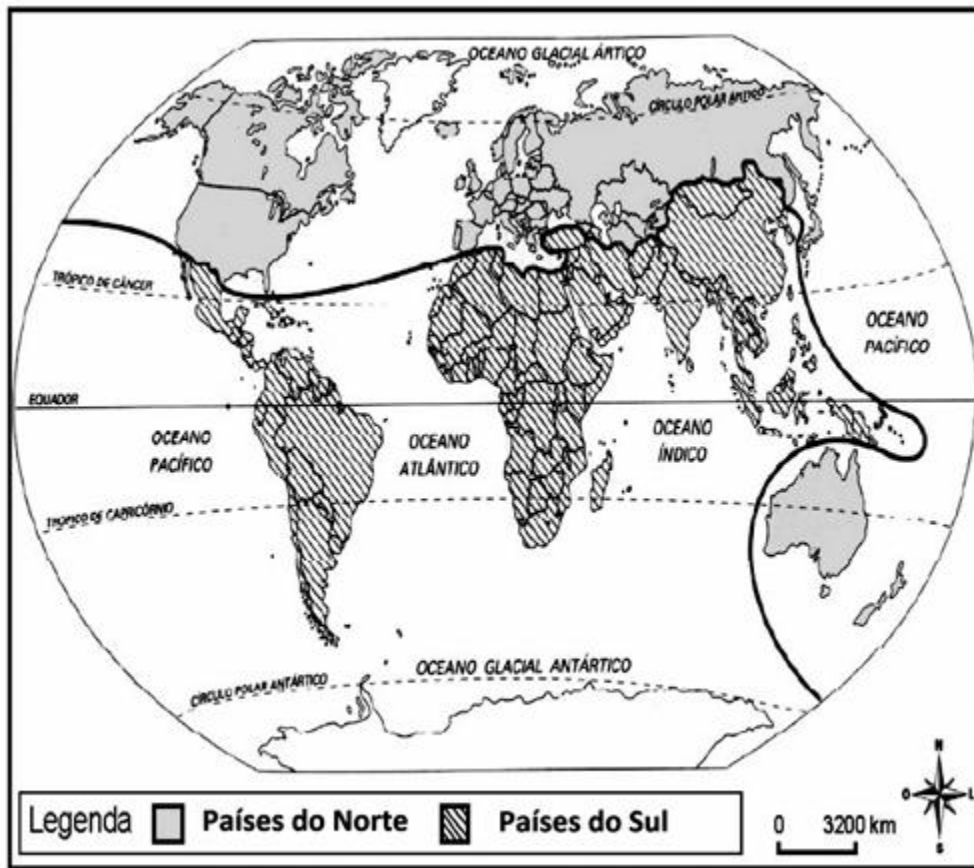 OCEANO GLACIAL ÁRTICO
CÍRCULO POLAR ÁRTICO
TRÓPICO DE CÂNCER
OCEANO
PACÍFICO
EQUADOR
OCEANO
PACÍFICO
OCEANO
ATLÂNTICO
OCEANO
ÍNDICO
TRÓPICO DE CAPRICÓRNIO
OCEANO GLACIAL ANTÁRTICO
CÍRCULO POLAR ANTÁRTICO
N
O
L
S
Legenda
Países do Norte
Países do Sul
0 3200 km